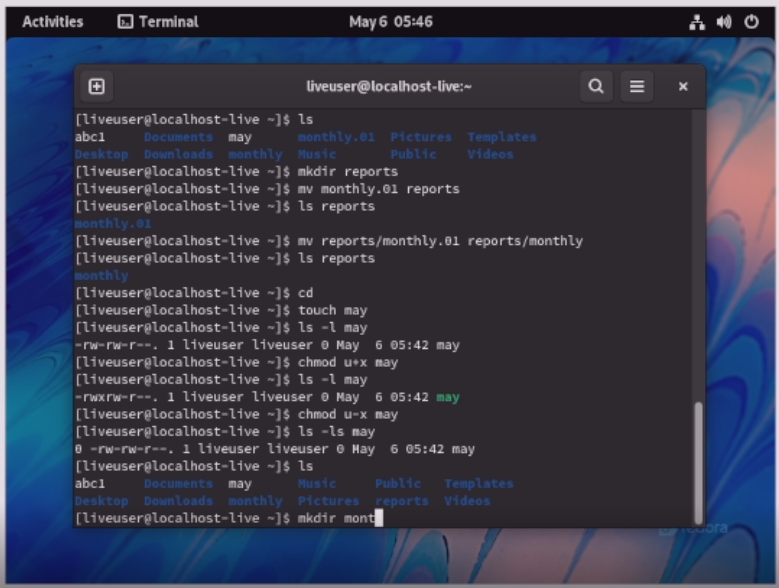 Activities Terminal May 6 05:46
liveuser@localhost-live:~
[liveuser@localhost-live ~]$ ls
abc1 Documents may monthly.01 Pictures Templates
Desktop Downloads monthly Music Public Videos
[liveuser@localhost-live ~]$ mkdir reports
[liveuser@localhost-live ~]$ mv monthly.01 reports
[liveuser@localhost-live ~]$ ls reports
monthly.01
[liveuser@localhost-live ~]$ mv reports/monthly.01 reports/monthly
[liveuser@localhost-live ~]$ ls reports
monthly
[liveuser@localhost-live ~]$ cd
[liveuser@localhost-live ~]$ touch may
[liveuser@localhost-live ~]$ ls -l may
-rw-rw-r--. 1 liveuser liveuser 0 May  6 05:42 may
[liveuser@localhost-live ~]$ chmod u+x may
[liveuser@localhost-live ~]$ ls -l may
-rwxrw-r--. 1 liveuser liveuser 0 May  6 05:42 may
[liveuser@localhost-live ~]$ chmod u-x may
[liveuser@localhost-live ~]$ ls -ls may
0 -rw-rw-r--. 1 liveuser liveuser 0 May  6 05:42 may
[liveuser@localhost-live ~]$ ls
abc1 Documents may Music Public Templates
Desktop Downloads monthly Pictures reports Videos
[liveuser@localhost-live ~]$ mkdir mont
fedora